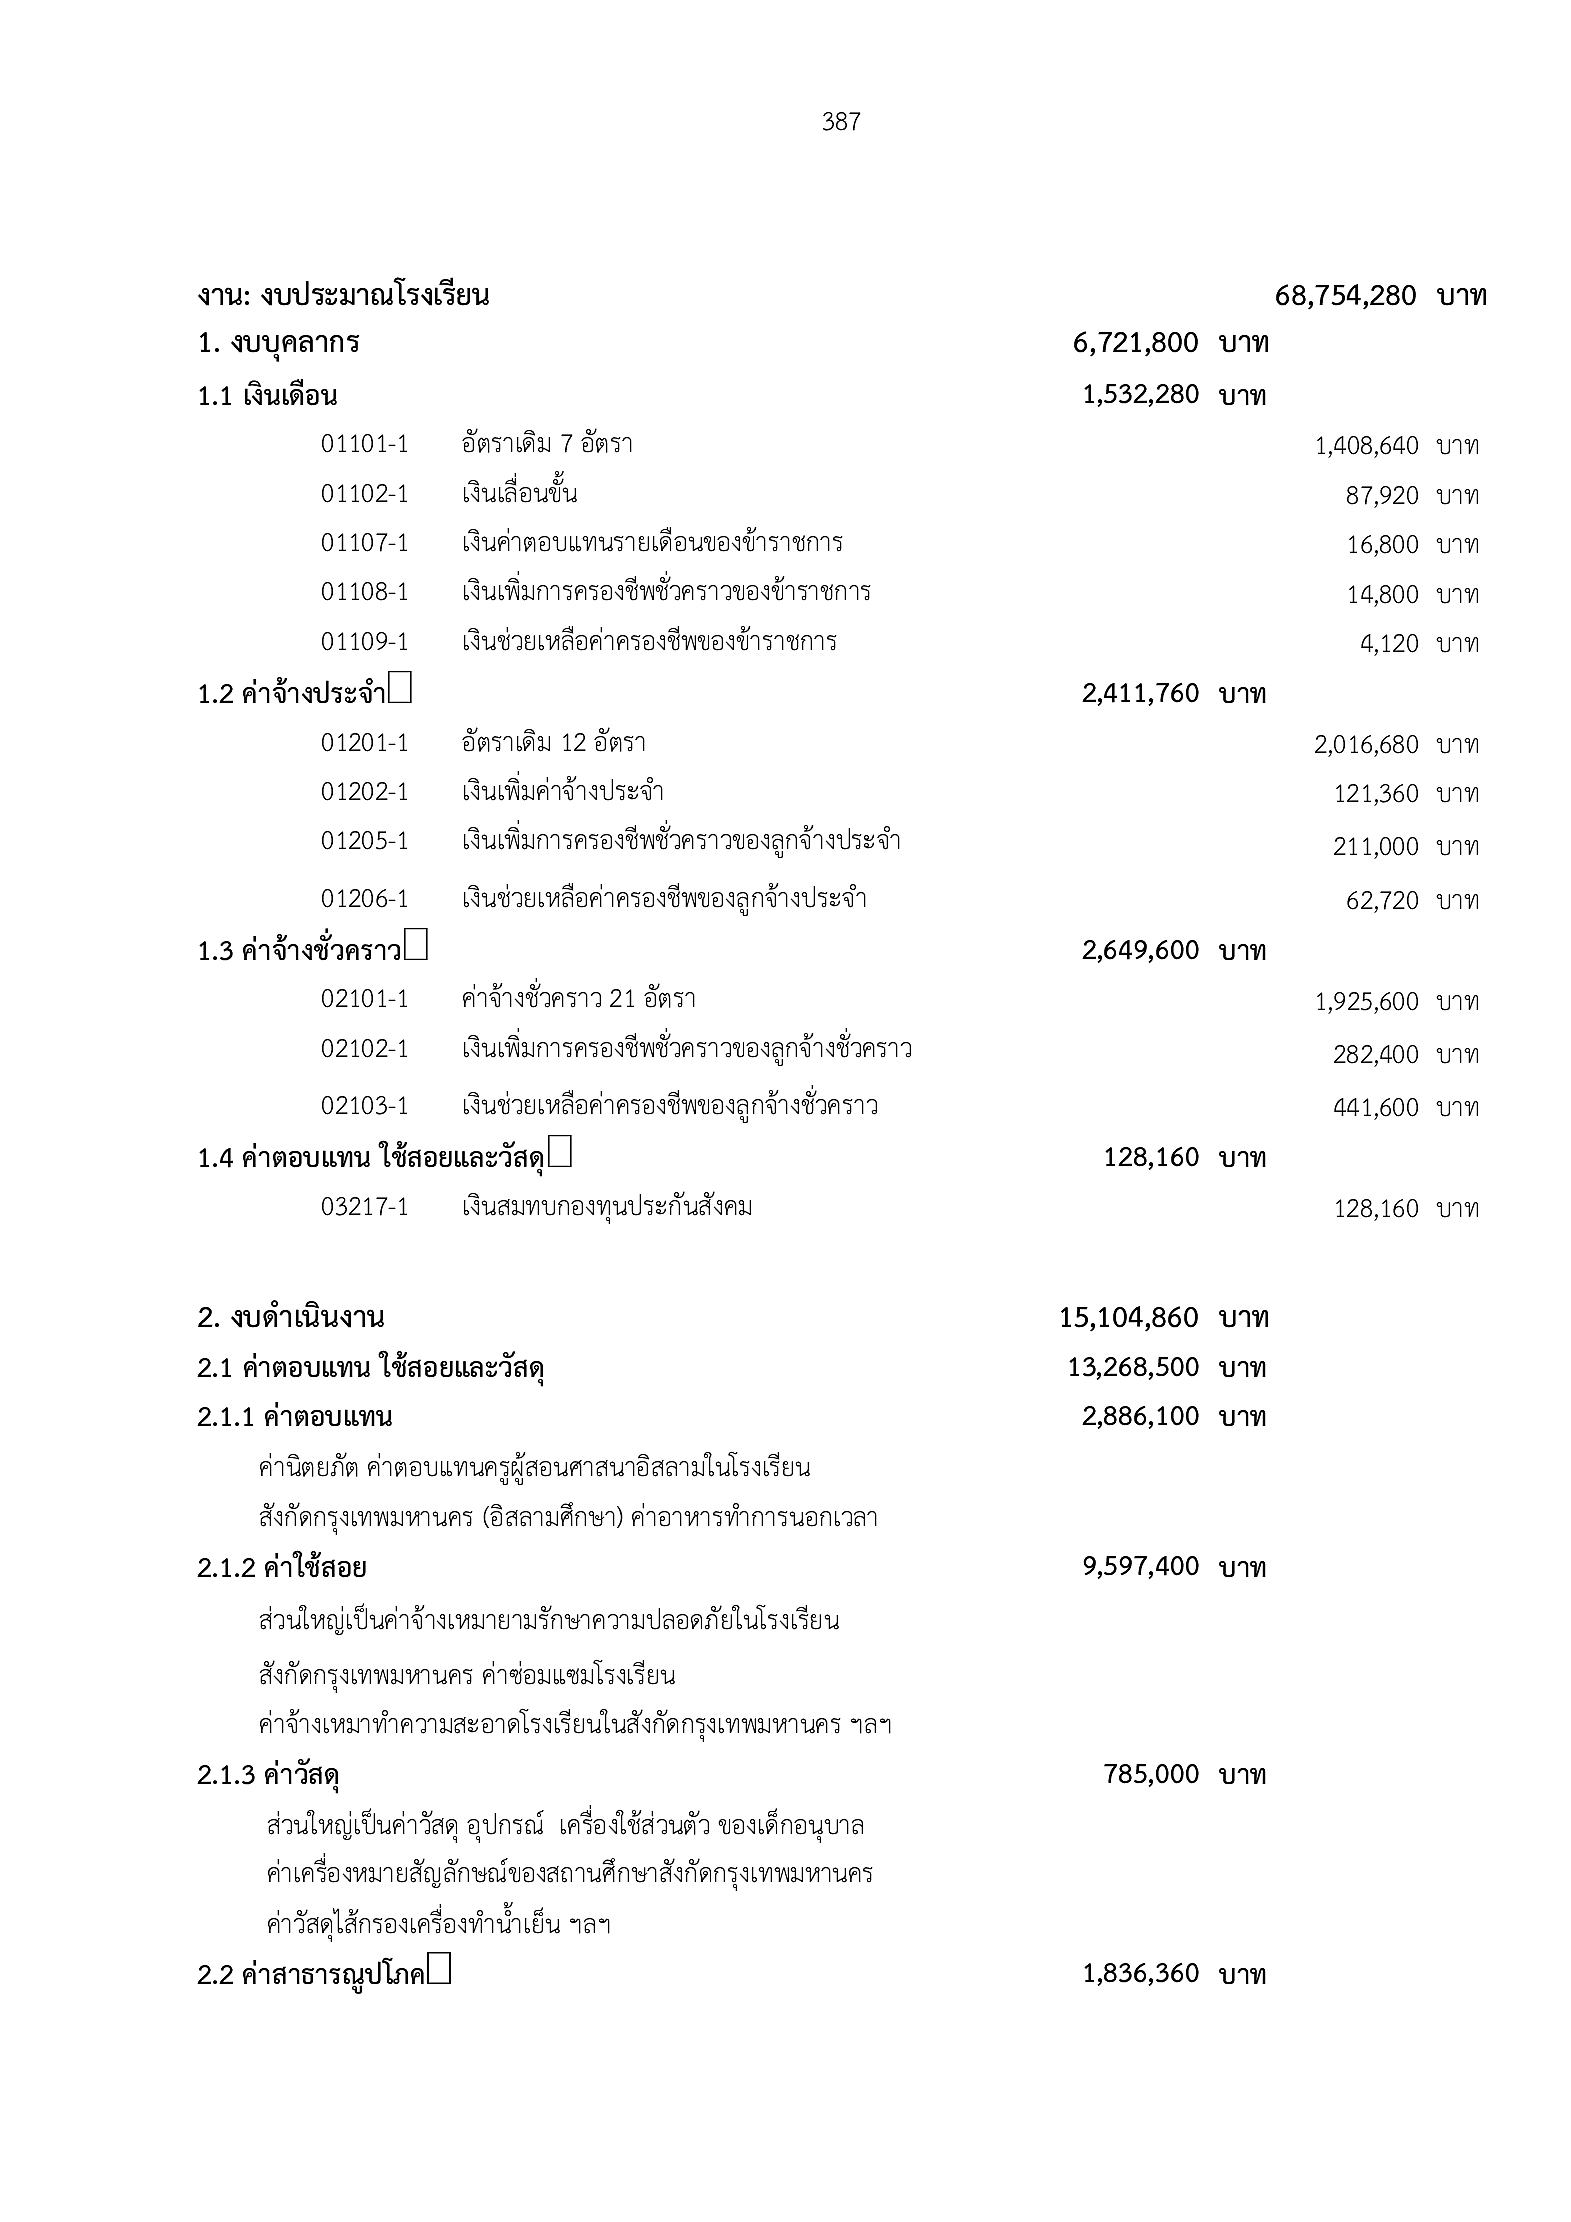 387
งาน: งบประมาณโรงเรียน 68,754,280 บาท
1. งบบุคลากร 6,721,800 บาท
1.1 เงินเดือน 1,532,280 บาท
01101-1 อัตราเดิม 7 อัตรา 1,408,640 บาท
01102-1 เงินเลื่อนขั้น 87,920 บาท
01107-1 เงินค่าตอบแทนรายเดือนของข้าราชการ 16,800 บาท
01108-1 เงินเพิ่มการครองชีพชั่วคราวของข้าราชการ 14,800 บาท
01109-1 เงินช่วยเหลือค่าครองชีพของข้าราชการ 4,120 บาท
1.2 ค่าจ้างประจำ 2,411,760 บาท
01201-1 อัตราเดิม 12 อัตรา 2,016,680 บาท
01202-1 เงินเพิ่มค่าจ้างประจำ 121,360 บาท
01205-1 เงินเพิ่มการครองชีพชั่วคราวของลูกจ้างประจำ 211,000 บาท
01206-1 เงินช่วยเหลือค่าครองชีพของลูกจ้างประจำ 62,720 บาท
1.3 ค่าจ้างชั่วคราว 2,649,600 บาท
02101-1 ค่าจ้างชั่วคราว 21 อัตรา 1,925,600 บาท
02102-1 เงินเพิ่มการครองชีพชั่วคราวของลูกจ้างชั่วคราว 282,400 บาท
02103-1 เงินช่วยเหลือค่าครองชีพของลูกจ้างชั่วคราว 441,600 บาท
1.4 ค่าตอบแทน ใช้สอยและวัสดุ 128,160 บาท
03217-1 เงินสมทบกองทุนประกันสังคม 128,160 บาท
2. งบดำเนินงาน 15,104,860 บาท
2.1 ค่าตอบแทน ใช้สอยและวัสดุ 13,268,500 บาท
2.1.1 ค่าตอบแทน 2,886,100 บาท
ค่านิตยภัต ค่าตอบแทนครูผู้สอนศาสนาอิสลามในโรงเรียน
สังกัดกรุงเทพมหานคร (อิสลามศึกษา) ค่าอาหารทำการนอกเวลา
2.1.2 ค่าใช้สอย 9,597,400 บาท
ส่วนใหญ่เป็นค่าจ้างเหมายามรักษาความปลอดภัยในโรงเรียน
สังกัดกรุงเทพมหานคร ค่าซ่อมแซมโรงเรียน
ค่าจ้างเหมาทำความสะอาดโรงเรียนในสังกัดกรุงเทพมหานคร ฯลฯ
2.1.3 ค่าวัสดุ 785,000 บาท
ส่วนใหญ่เป็นค่าวัสดุ อุปกรณ์ เครื่องใช้ส่วนตัว ของเด็กอนุบาล
ค่าเครื่องหมายสัญลักษณ์ของสถานศึกษาสังกัดกรุงเทพมหานคร
ค่าวัสดุไส้กรองเครื่องทำน้ำเย็น ฯลฯ
2.2 ค่าสาธารณูปโภค 1,836,360 บาท